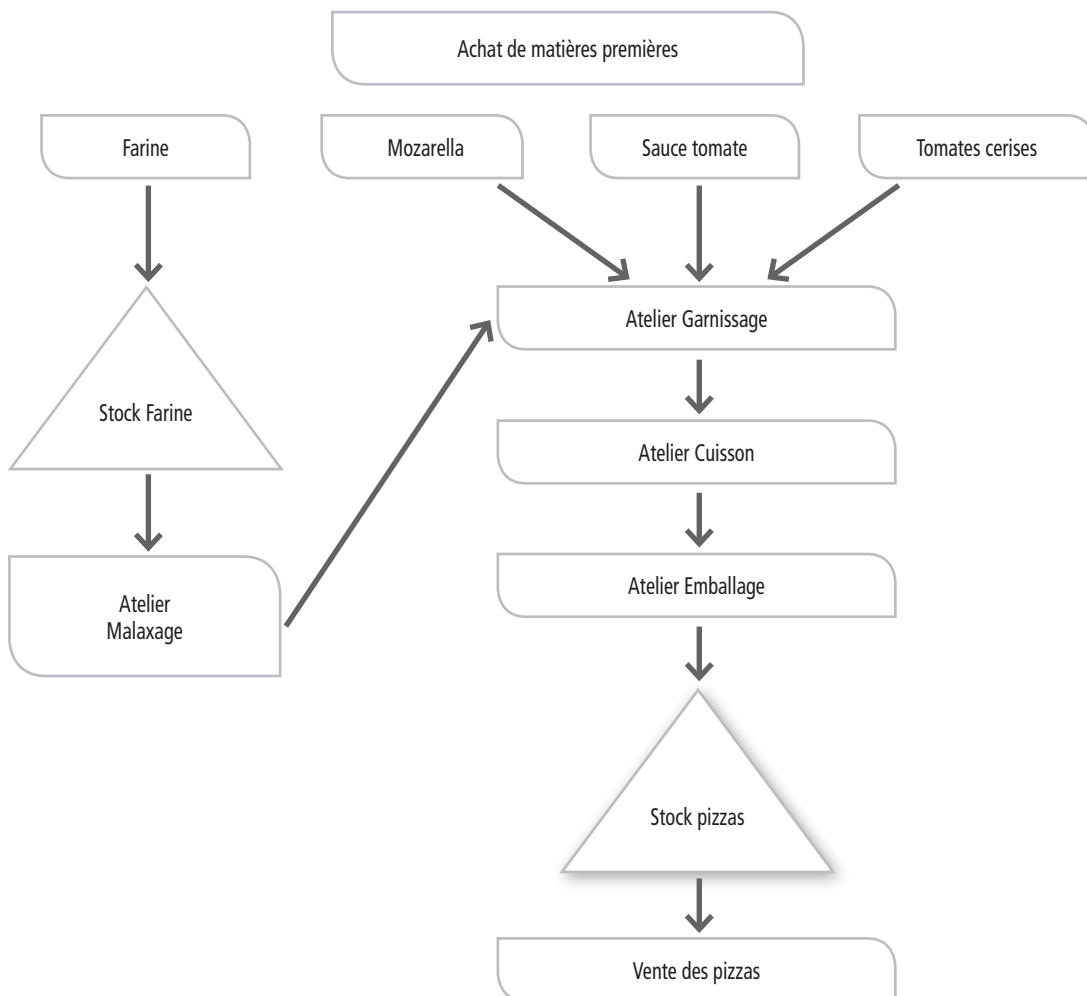 Achat de matières premières
Farine
Mozarella
Sauce tomate
Tomates cerises
Atelier Garnissage
Stock Farine
Atelier Cuisson
Atelier
Malaxage
Atelier Emballage
Stock pizzas
Vente des pizzas